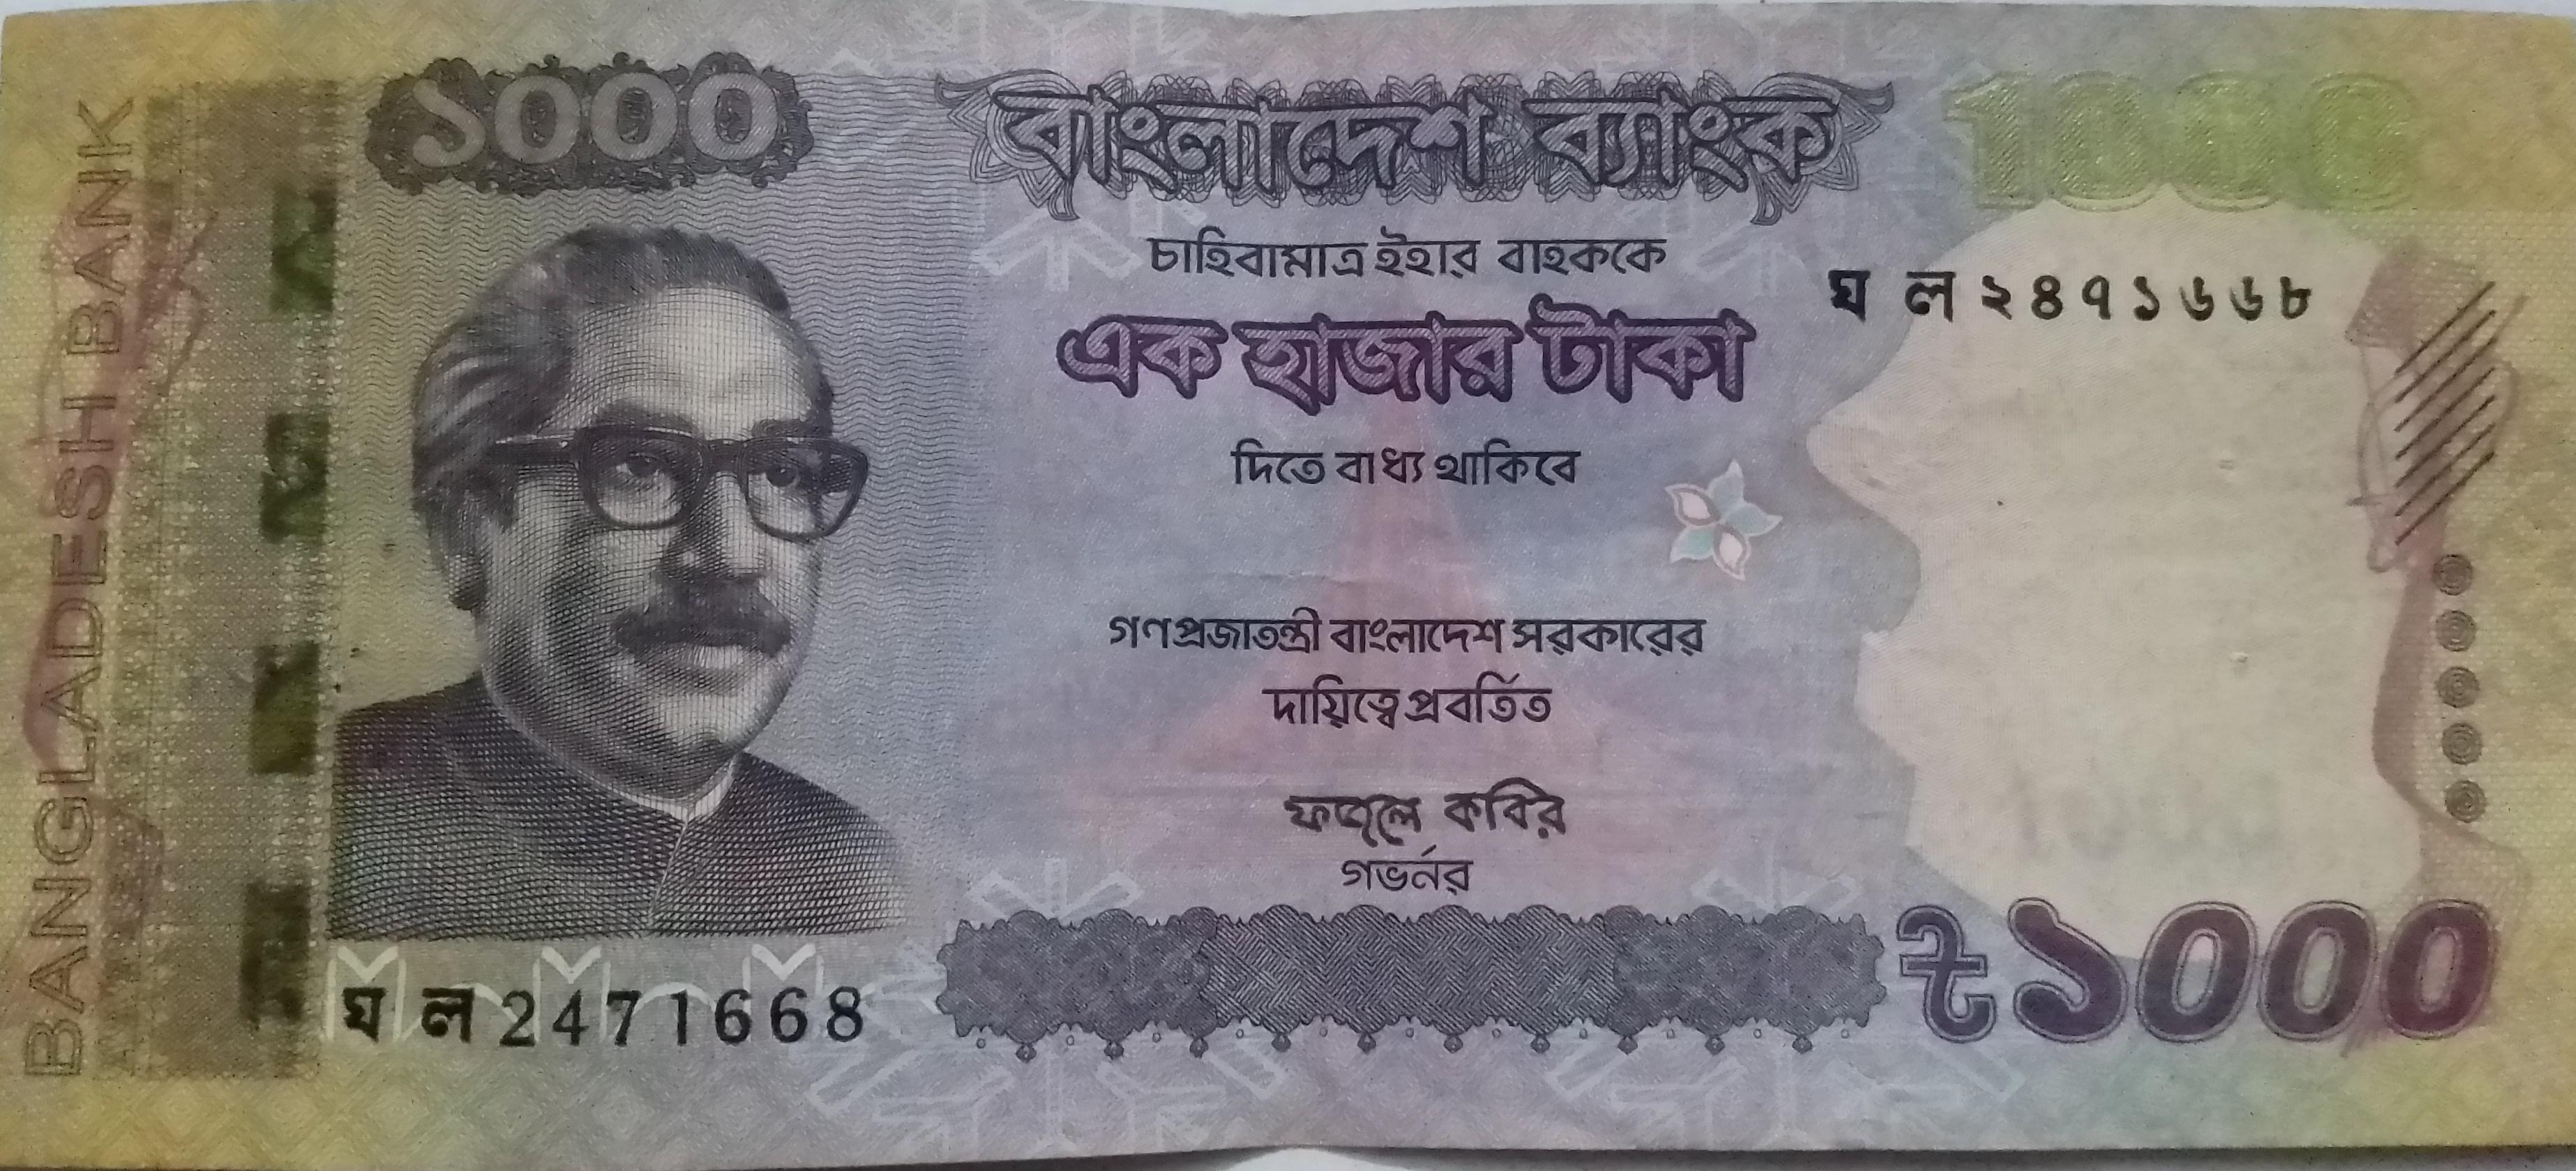 BANGLADESH BANK
১০০০
বাংলাদেশ ব্যাংক
1000
চাহিবামাত্র ইহার বাহককে
ঘ ল ২৪৭১৬৬৮
এক হাজার টাকা
দিতে বাধ্য থাকিবে
গণপ্রজাতন্ত্রী বাংলাদেশ সরকারের
দায়িত্বে প্রবর্তিত
ফজলে কবির
গভর্নর
৳১০০০
ঘ ল 2471668